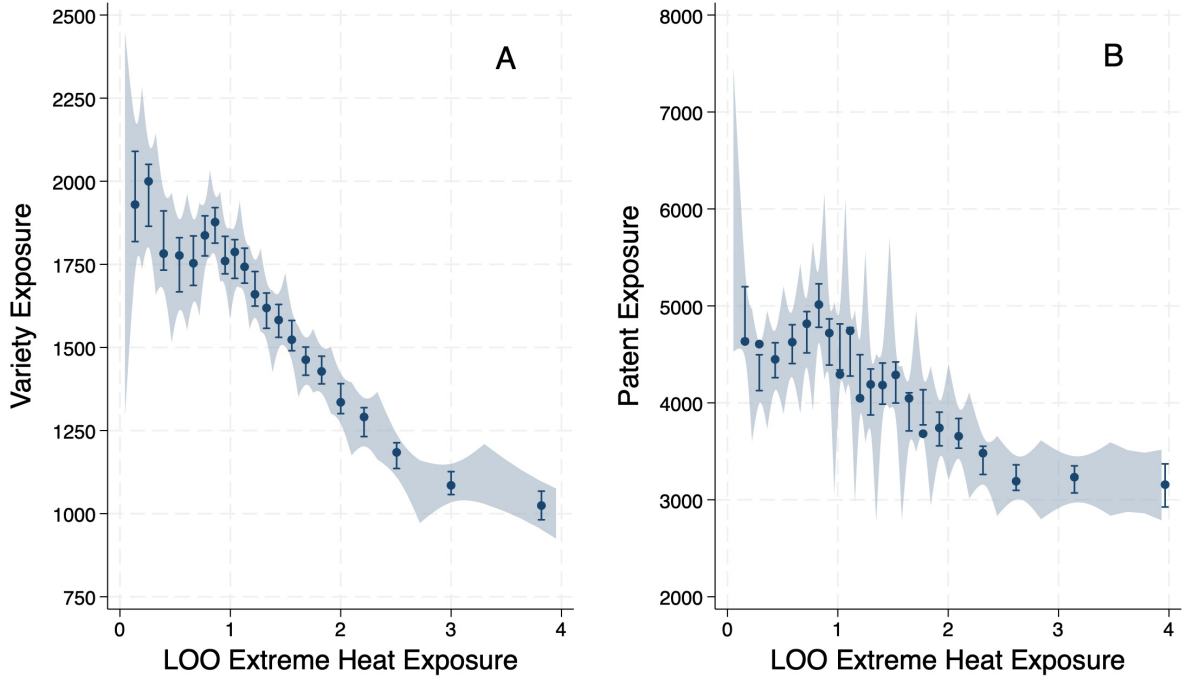 A
Variety Exposure
2500
2250
2000
1750
1500
1250
1000
750
0 1 2 3 4
LOO Extreme Heat Exposure
B
Patent Exposure
8000
7000
6000
5000
4000
3000
2000
0 1 2 3 4
LOO Extreme Heat Exposure